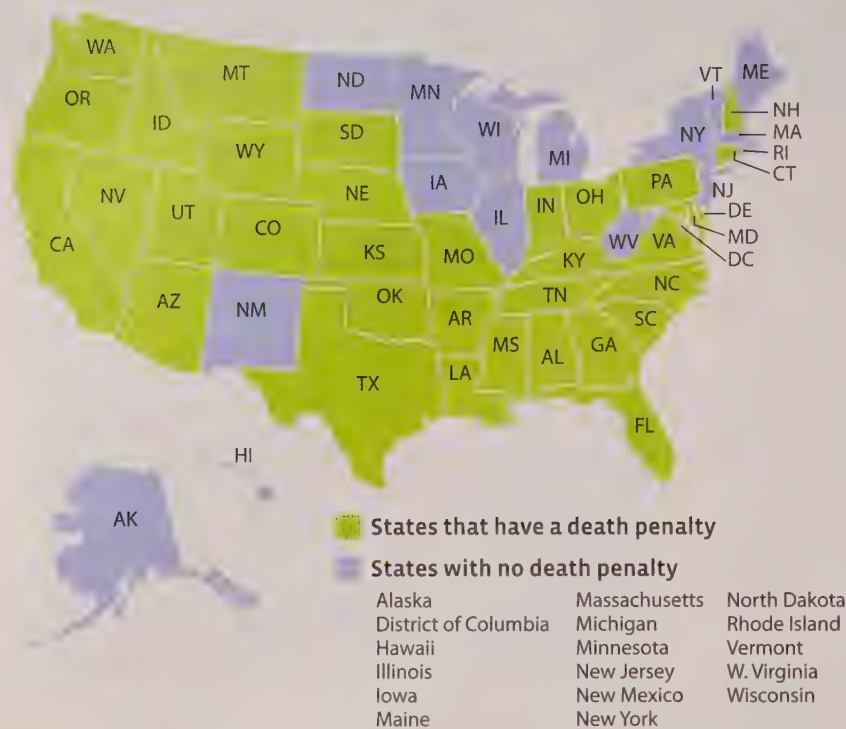 WA
MT
ND
MN
VT
ME
OR
ID
SD
WI
NY
NH
MA
RI
CT
WY
MI
NV
UT
NE
IA
IL
IN
OH
PA
NJ
DE
MD
DC
CA
CO
KS
MO
KY
WV
VA
AZ
NM
OK
AR
TN
NC
SC
TX
LA
MS
AL
GA
FL
HI
AK
States that have a death penalty
States with no death penalty
Alaska
District of Columbia
Hawaii
Illinois
Iowa
Maine
Massachusetts
Michigan
Minnesota
New Jersey
New Mexico
New York
North Dakota
Rhode Island
Vermont
W. Virginia
Wisconsin